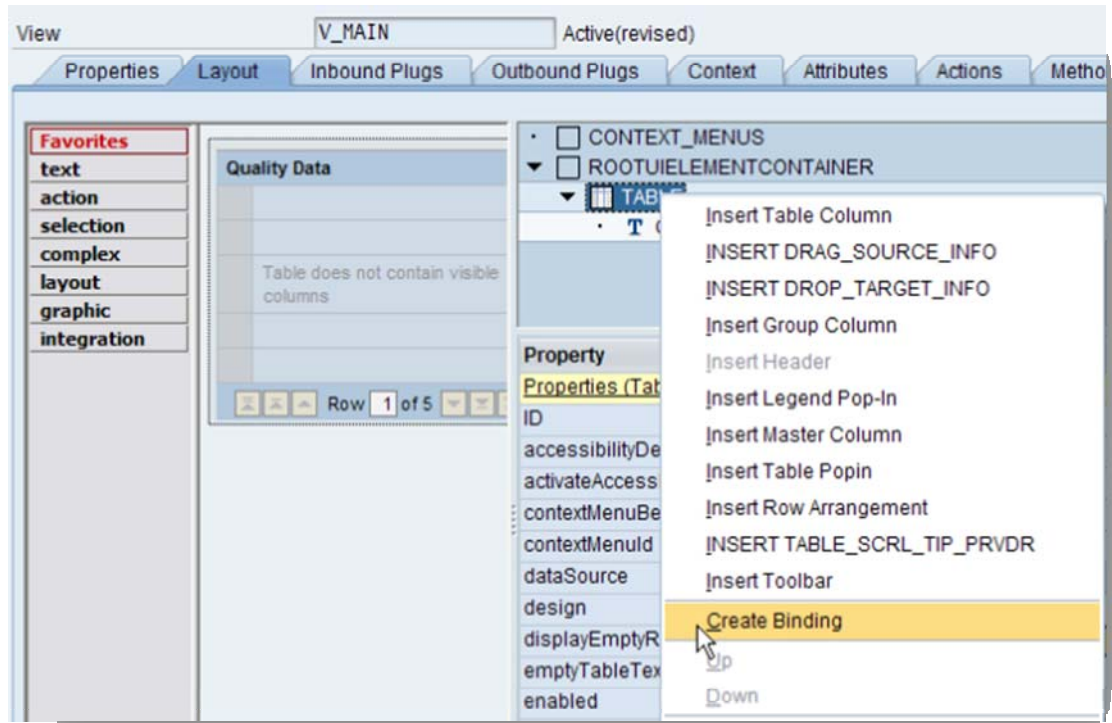 View V_MAIN Active(revised)
Properties Layout Inbound Plugs Outbound Plugs Context Attributes Actions Metho
Favorites
text
action
selection
complex
layout
graphic
integration
Quality Data
Table does not contain visible
columns
Row 1 of 5
CONTEXT_MENUS
ROOTUIELEMENTCONTAINER
TABLE
Property
Properties (Tab
ID
accessibilityDe
activateAccess
contextMenuBe
contextMenuId
dataSource
design
displayEmptyR
emptyTableTex
enabled
Insert Table Column
INSERT DRAG_SOURCE_INFO
INSERT DROP_TARGET_INFO
Insert Group Column
Insert Header
Insert Legend Pop-In
Insert Master Column
Insert Table Popin
Insert Row Arrangement
INSERT TABLE_SCRL_TIP_PRVDR
Insert Toolbar
Create Binding
Up
Down